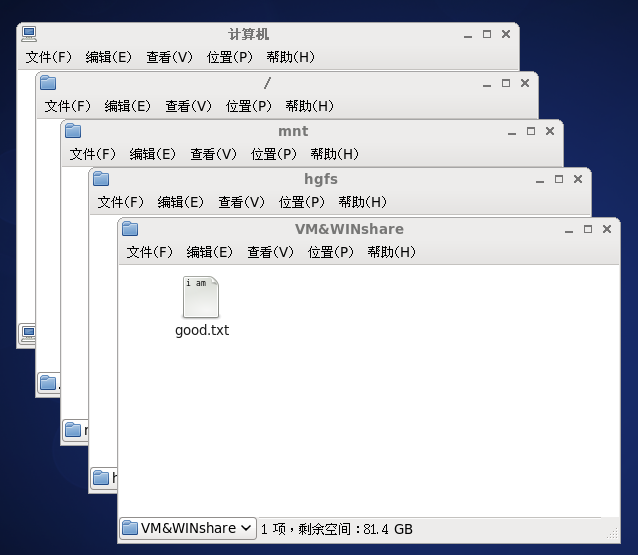 计算机
文件(F) 编辑(E) 查看(V) 位置(P) 帮助(H)
/
文件(F) 编辑(E) 查看(V) 位置(P) 帮助(H)
mnt
文件(F) 编辑(E) 查看(V) 位置(P) 帮助(H)
hgfs
文件(F) 编辑(E) 查看(V) 位置(P) 帮助(H)
VM&WINshare
文件(F) 编辑(E) 查看(V) 位置(P) 帮助(H)
i am
good.txt
VM&WINshare 1 项，剩余空间：81.4 GB